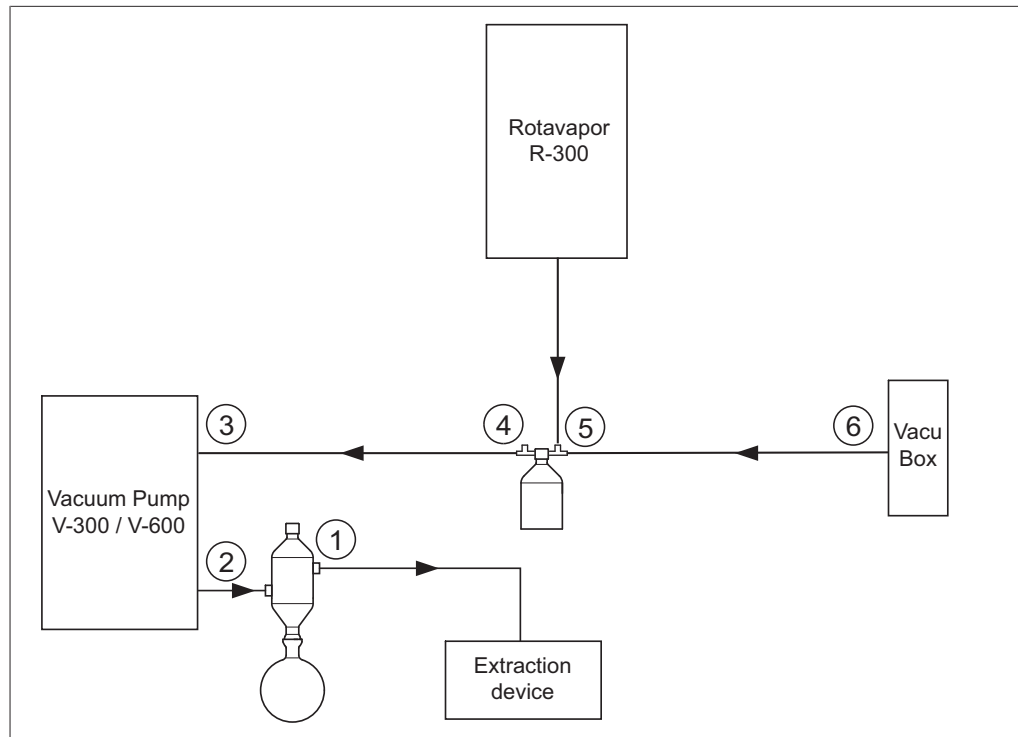 Rotavapor
R-300
3
4
5
6
Vacu
Box
Vacuum Pump
V-300 / V-600
2
1
Extraction
device